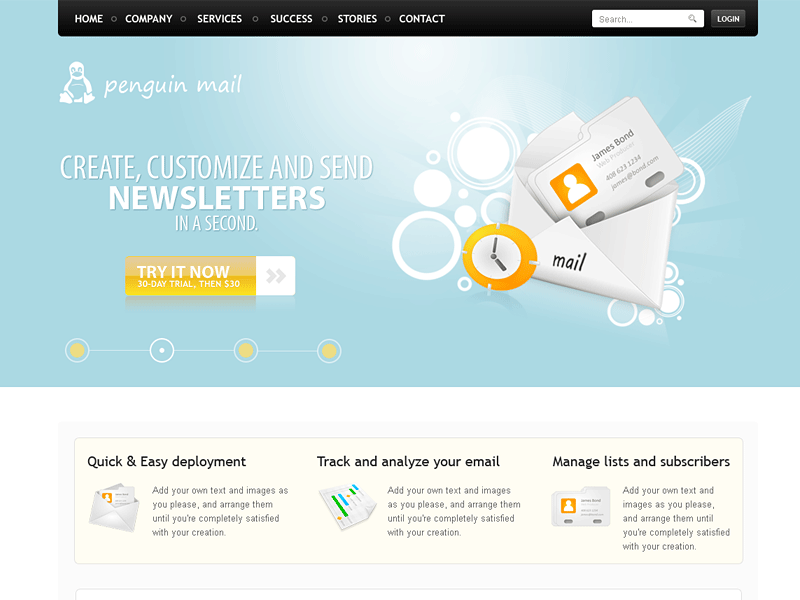 HOME COMPANY SERVICES SUCCESS STORIES CONTACT
Search...
LOGIN
penguin mail
CREATE, CUSTOMIZE AND SEND
NEWSLETTERS
IN A SECOND.
TRY IT NOW
30-DAY TRIAL, THEN $30
James Bond
Web Producer
408 623 1234
james@bond.com
mail
Quick & Easy deployment
Add your own text and images as
you please, and arrange them
until you're completely satisfied
with your creation.
Track and analyze your email
Add your own text and images
as you please, and arrange them
until you're completely satisfied
with your creation.
Manage lists and subscribers
James Bond
Add your own text and
images as you please,
and arrange them until
you're completely satisfied
with your creation.